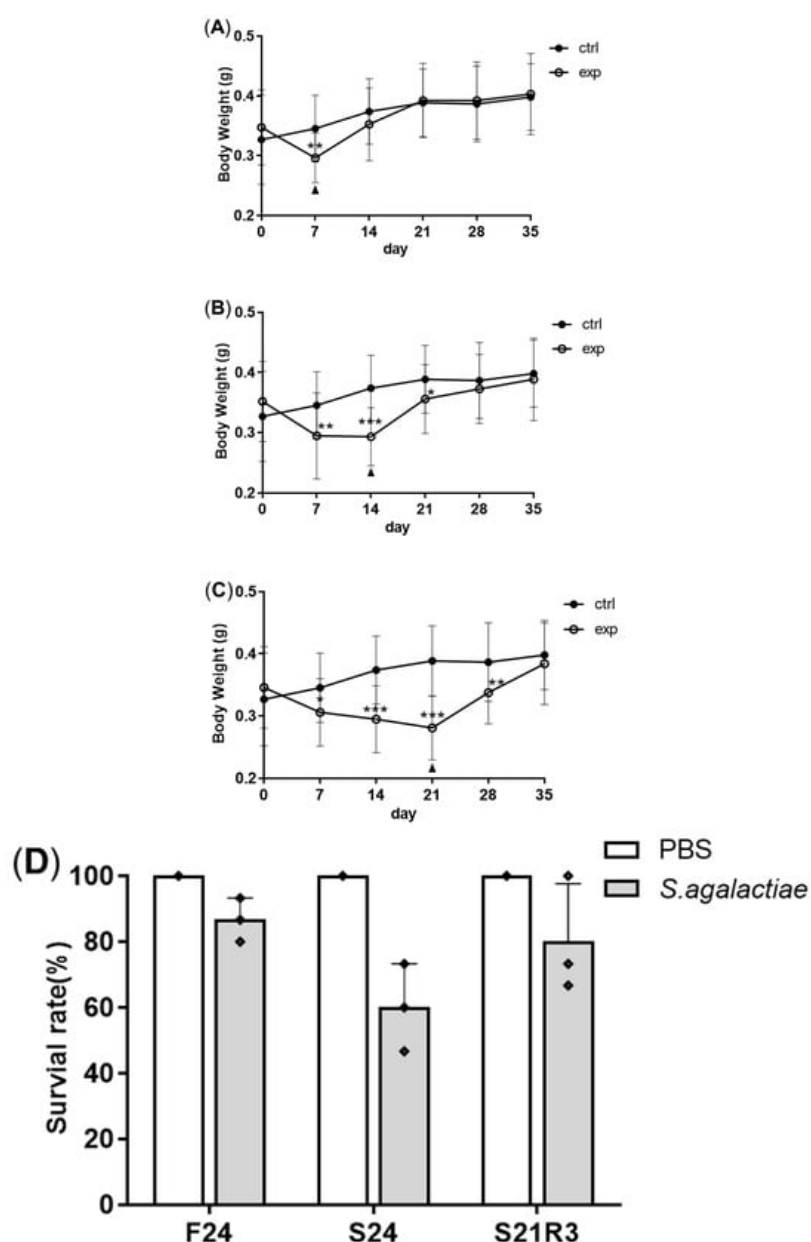 (A)
0.5
ctrl
exp
0.4
Body Weight (g)
**
0.3
0.2
0 7 14 21 28 35
day
(B)
0.5
ctrl
exp
0.4
Body Weight (g)
** *** *
0.3
0.2
0 7 14 21 28 35
day
(C)
0.5
ctrl
exp
0.4
Body Weight (g)
* *** *** **
0.3
0.2
0 7 14 21 28 35
day
(D)
PBS
S.agalactiae
100
80
60
40
20
0
Survial rate(%)
F24 S24 S21R3